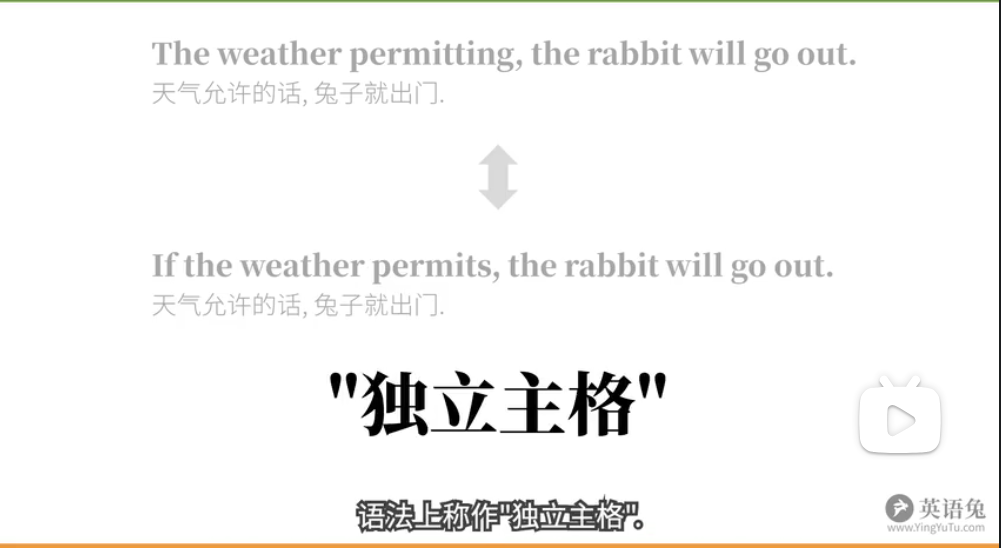 The weather permitting, the rabbit will go out.
天气允许的话, 兔子就出门.
If the weather permits, the rabbit will go out.
天气允许的话, 兔子就出门.
"独立主格"
语法上称作"独立主格".
英语兔
www.YingYuTu.com